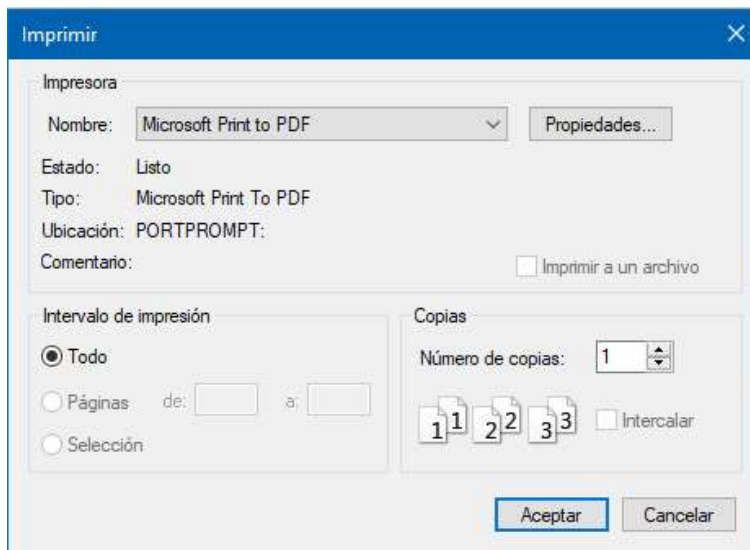 Imprimir
Impresora
Nombre: Microsoft Print to PDF Propiedades...
Estado: Listo
Tipo: Microsoft Print To PDF
Ubicación: PORTPROMPT:
Comentario: Imprimir a un archivo
Intervalo de impresión
Todo
Páginas de: a:
Selección
Copias
Número de copias: 1
1 1 2 2 3 3 Intercalar
Aceptar Cancelar